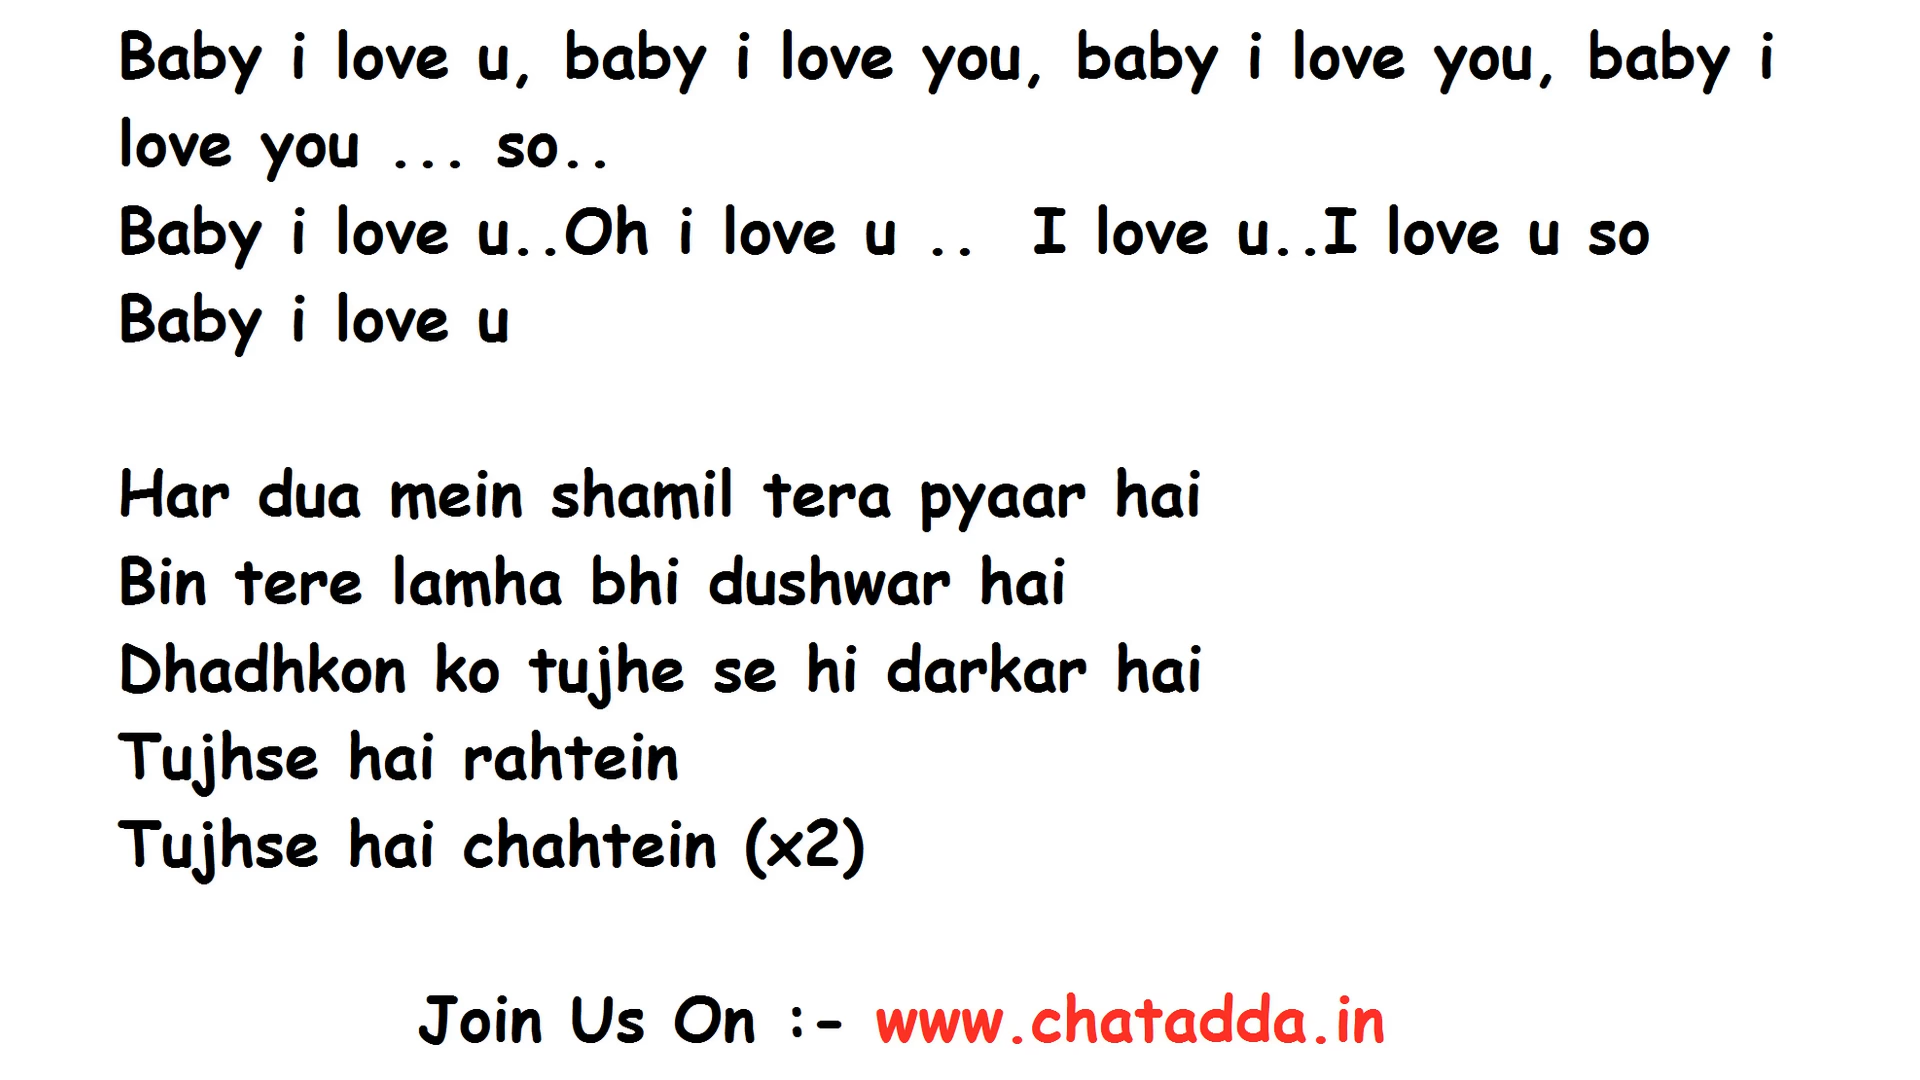 Baby i love u, baby i love you, baby i love you, baby i
love you ... so..
Baby i love u..Oh i love u ..  I love u..I love u so
Baby i love u
Har dua mein shamil tera pyaar hai
Bin tere lamha bhi dushwar hai
Dhadhkon ko tujhe se hi darkar hai
Tujhse hai rahtein
Tujhse hai chahtein (x2)
Join Us On :- www.chatadda.in